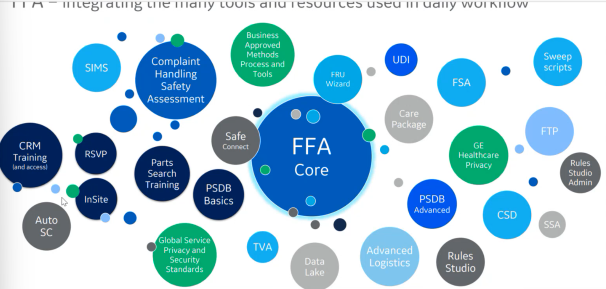 FFA – integrating the many tools and resources used in daily workflow
Business
Approved
Methods
Process and
Tools
SIMS
Complaint
Handling
Safety
Assessment
FRU
Wizard
UDI
FSA
Sweep
scripts
Care
Package
FTP
Safe
Connect
FFA
Core
CRM
Training
(and access)
RSVP
Parts
Search
Training
GE
Healthcare
Privacy
Rules
Studio
Admin
InSite
PSDB
Basics
PSDB
Advanced
CSD
SSA
Auto
SC
Global Service
Privacy and
Security
Standards
TVA
Data
Lake
Advanced
Logistics
Rules
Studio